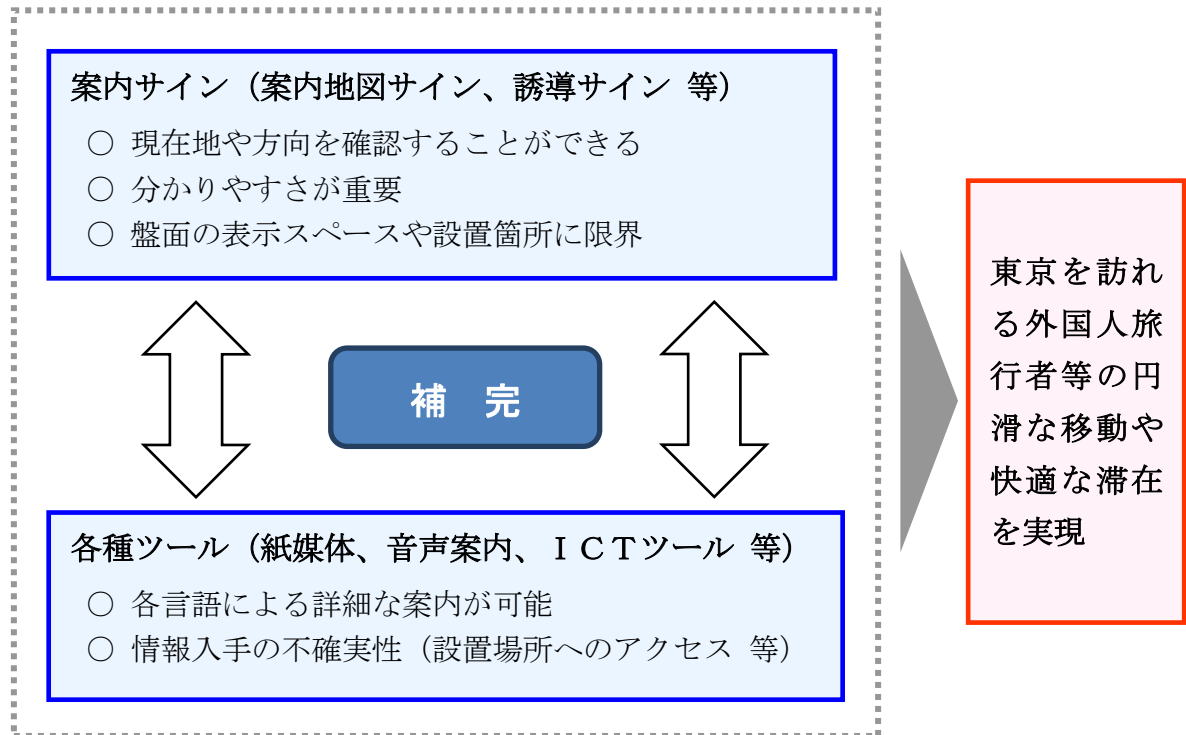 案内サイン（案内地図サイン、誘導サイン 等）
○ 現在地や方向を確認することができる
○ 分かりやすさが重要
○ 盤面の表示スペースや設置箇所に限界
補　完
各種ツール（紙媒体、音声案内、ＩＣＴツール 等）
○ 各言語による詳細な案内が可能
○ 情報入手の不確実性（設置場所へのアクセス 等）
東京を訪れ
る外国人旅
行者等の円
滑な移動や
快適な滞在
を実現